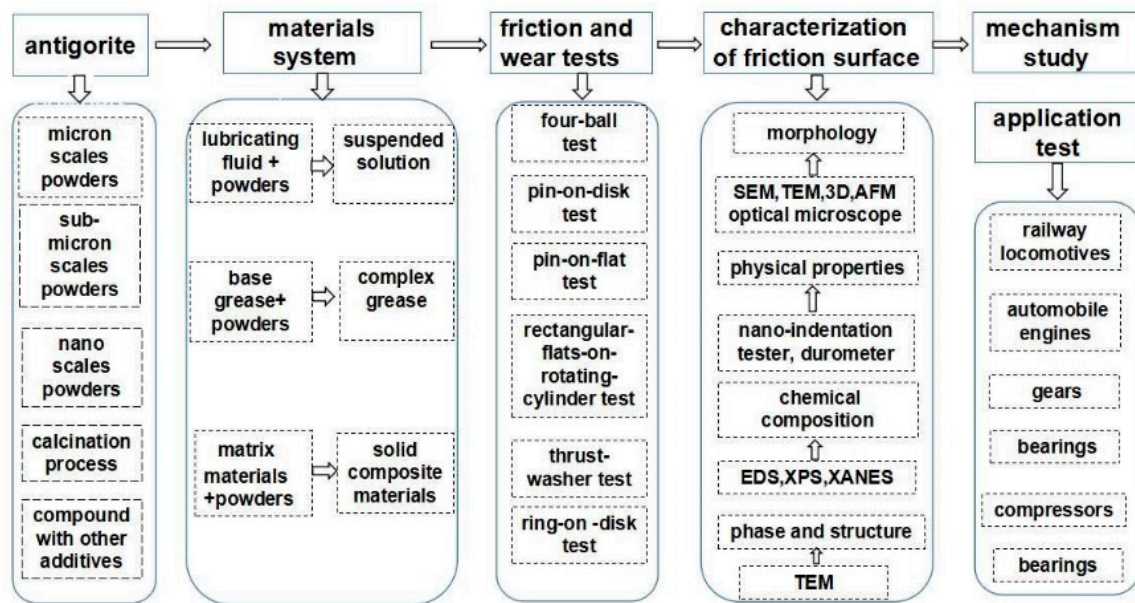 antigorite
materials
system
friction and
wear tests
characterization
of friction surface
mechanism
study
micron
scales
powders
sub-
micron
scales
powders
nano
scales
powders
calcination
process
compound
with other
additives
lubricating
fluid +
powders
suspended
solution
base
grease+
powders
complex
grease
matrix
materials
+powders
solid
composite
materials
four-ball
test
pin-on-disk
test
pin-on-flat
test
rectangular-
flats-on-
rotating-
cylinder test
thrust-
washer test
ring-on -disk
test
morphology
SEM,TEM,3D,AFM
optical microscope
physical properties
nano-indentation
tester, durometer
chemical
composition
EDS,XPS,XANES
phase and structure
TEM
application
test
railway
locomotives
automobile
engines
gears
bearings
compressors
bearings